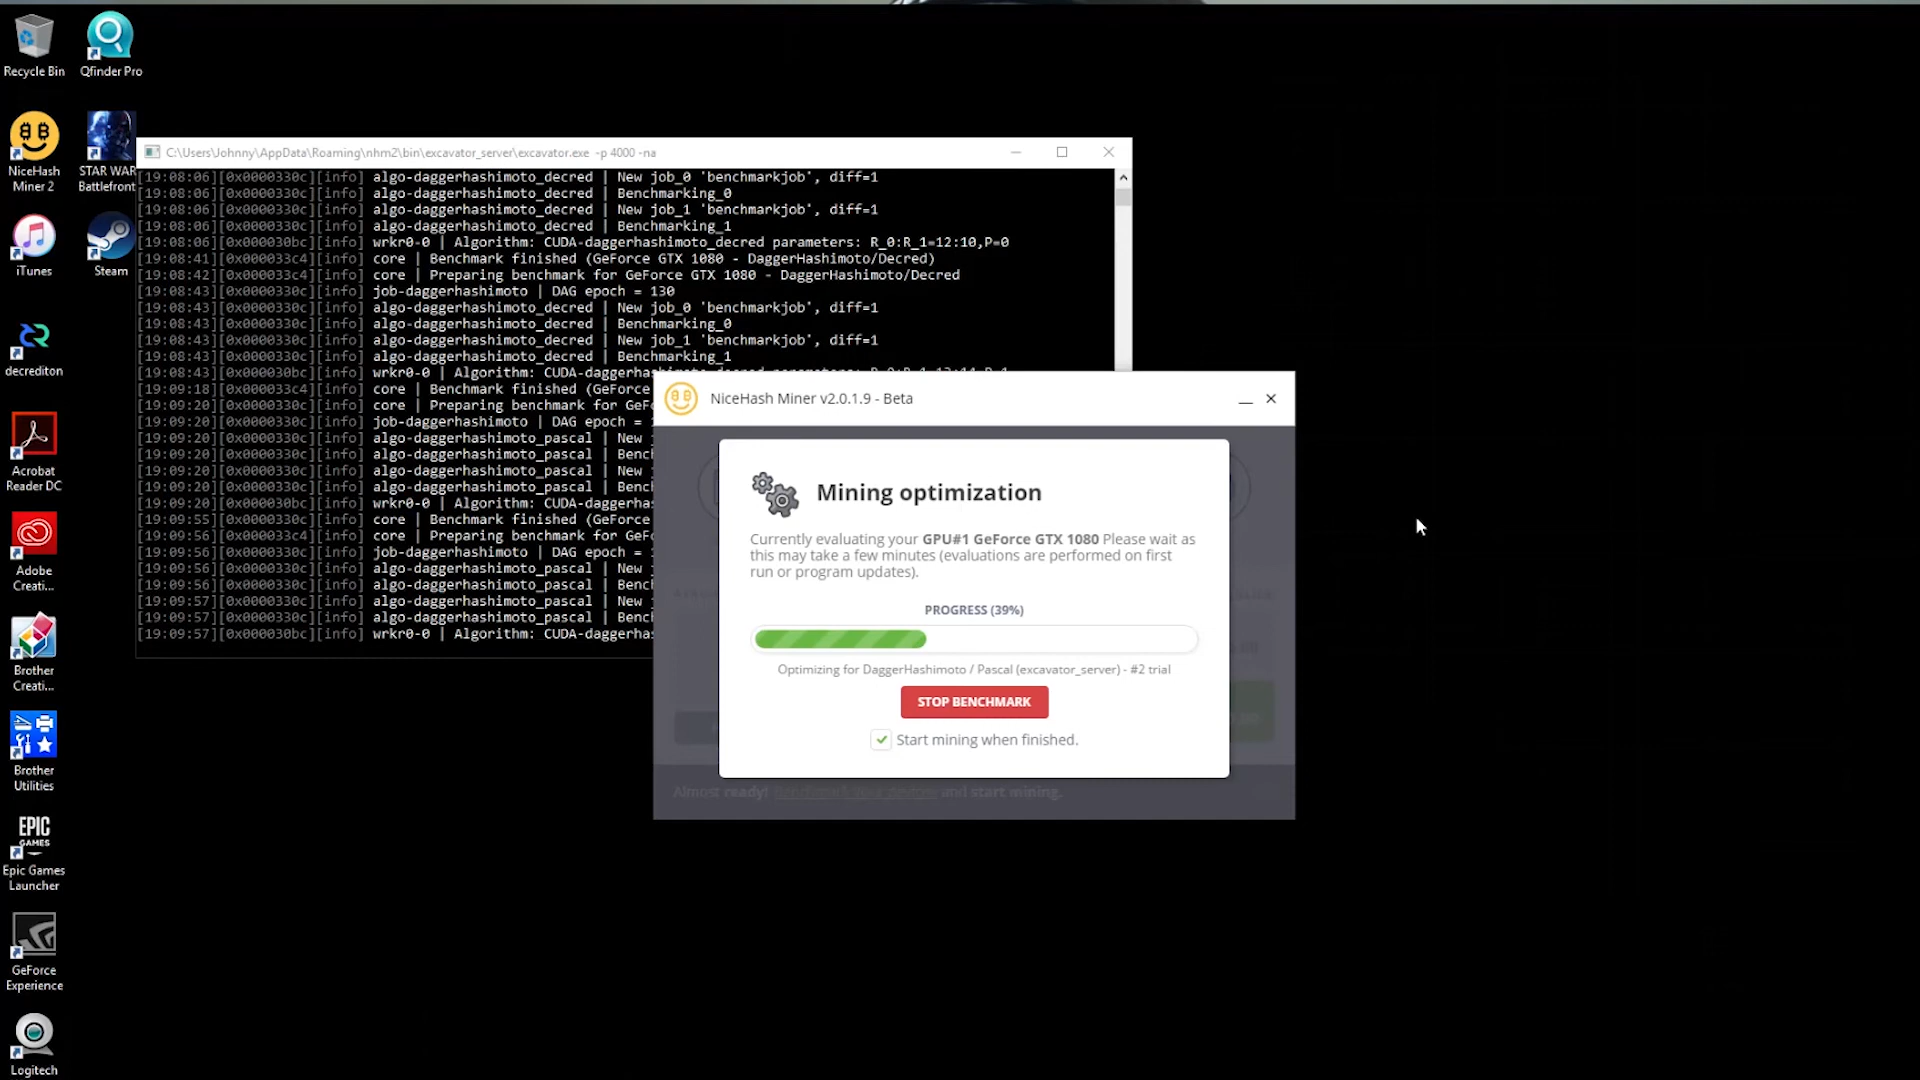 Recycle Bin
Qfinder Pro
NiceHash
Miner 2
STAR WAR
Battlefront
iTunes
Steam
decrediton
Acrobat
Reader DC
Adobe
Creati...
Brother
Creati...
Brother
Utilities
EPIC
GAMES
Epic Games
Launcher
GeForce
Experience
Logitech
C:\Users\Johnny\AppData\Roaming\nhm2\bin\excavator_server\excavator.exe -p 4000 -na
[19:08:06][0x0000330c][info] algo-daggerhashimoto_decred | New job_0 'benchmarkjob', diff=1
[19:08:06][0x0000330c][info] algo-daggerhashimoto_decred | Benchmarking_0
[19:08:06][0x0000330c][info] algo-daggerhashimoto_decred | New job_1 'benchmarkjob', diff=1
[19:08:06][0x0000330c][info] algo-daggerhashimoto_decred | Benchmarking_1
[19:08:06][0x000030bc][info] wrkr0-0 | Algorithm: CUDA-daggerhashimoto_decred parameters: R_0:R_1=12:10,P=0
[19:08:41][0x000033c4][info] core | Benchmark finished (GeForce GTX 1080 - DaggerHashimoto/Decred)
[19:08:42][0x000033c4][info] core | Preparing benchmark for GeForce GTX 1080 - DaggerHashimoto/Decred
[19:08:43][0x0000330c][info] job-daggerhashimoto | DAG epoch = 130
[19:08:43][0x0000330c][info] algo-daggerhashimoto_decred | New job_0 'benchmarkjob', diff=1
[19:08:43][0x0000330c][info] algo-daggerhashimoto_decred | Benchmarking_0
[19:08:43][0x0000330c][info] algo-daggerhashimoto_decred | New job_1 'benchmarkjob', diff=1
[19:08:43][0x0000330c][info] algo-daggerhashimoto_decred | Benchmarking_1
[19:08:43][0x000030bc][info] wrkr0-0 | Algorithm:
[19:09:18][0x000033c4][info] core | Benchmark finished (GeForce
[19:09:20][0x000033c4][info] core | Preparing benchmark for GeF
[19:09:20][0x0000330c][info] job-daggerhashimoto | DAG epoch =
[19:09:20][0x0000330c][info] algo-daggerhashimoto_pascal | New
[19:09:20][0x0000330c][info] algo-daggerhashimoto_pascal | Benc
[19:09:20][0x0000330c][info] algo-daggerhashimoto_pascal | New
[19:09:20][0x0000330c][info] algo-daggerhashimoto_pascal | Benc
[19:09:20][0x000030bc][info] wrkr0-0 | Algorithm: CUDA-daggerha
[19:09:55][0x000033c4][info] core | Benchmark finished (GeForce
[19:09:56][0x000033c4][info] core | Preparing benchmark for GeF
[19:09:56][0x0000330c][info] job-daggerhashimoto | DAG epoch =
[19:09:56][0x0000330c][info] algo-daggerhashimoto_pascal | New
[19:09:56][0x0000330c][info] algo-daggerhashimoto_pascal | Benc
[19:09:57][0x0000330c][info] algo-daggerhashimoto_pascal | New
[19:09:57][0x0000330c][info] algo-daggerhashimoto_pascal | Benc
[19:09:57][0x000030bc][info] wrkr0-0 | Algorithm: CUDA-daggerha
NiceHash Miner v2.0.1.9 - Beta
Mining optimization
Currently evaluating your GPU#1 GeForce GTX 1080 Please wait as
this may take a few minutes (evaluations are performed on first
run or program updates).
PROGRESS (39%)
Optimizing for DaggerHashimoto / Pascal (excavator_server) - #2 trial
STOP BENCHMARK
Start mining when finished.
Almost ready! and start mining.